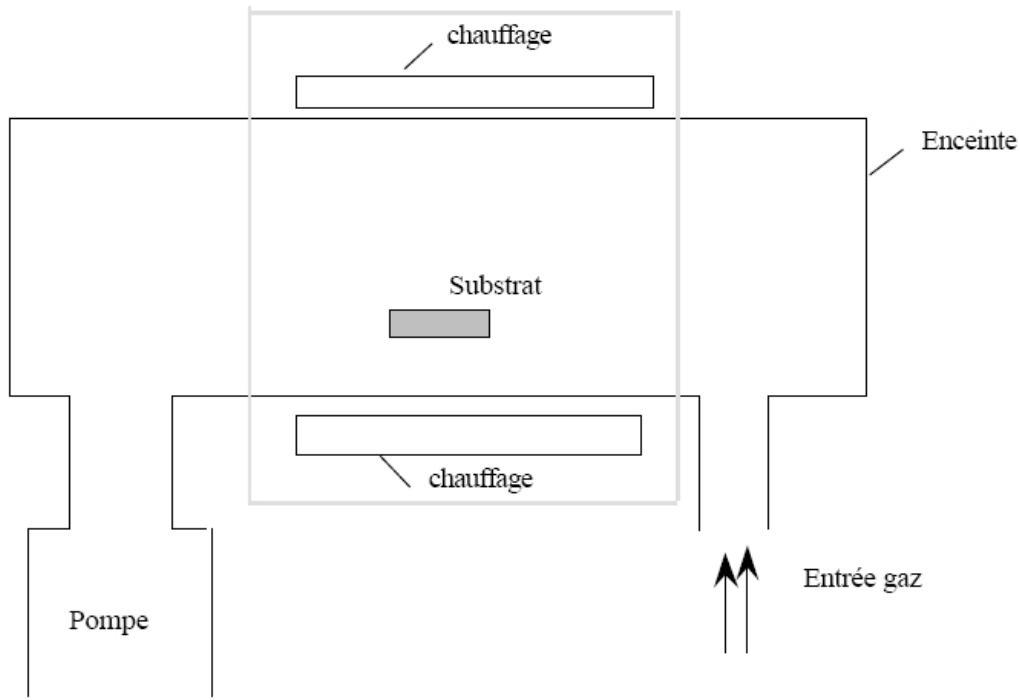 chauffage
Enceinte
Substrat
chauffage
Entrée gaz
Pompe